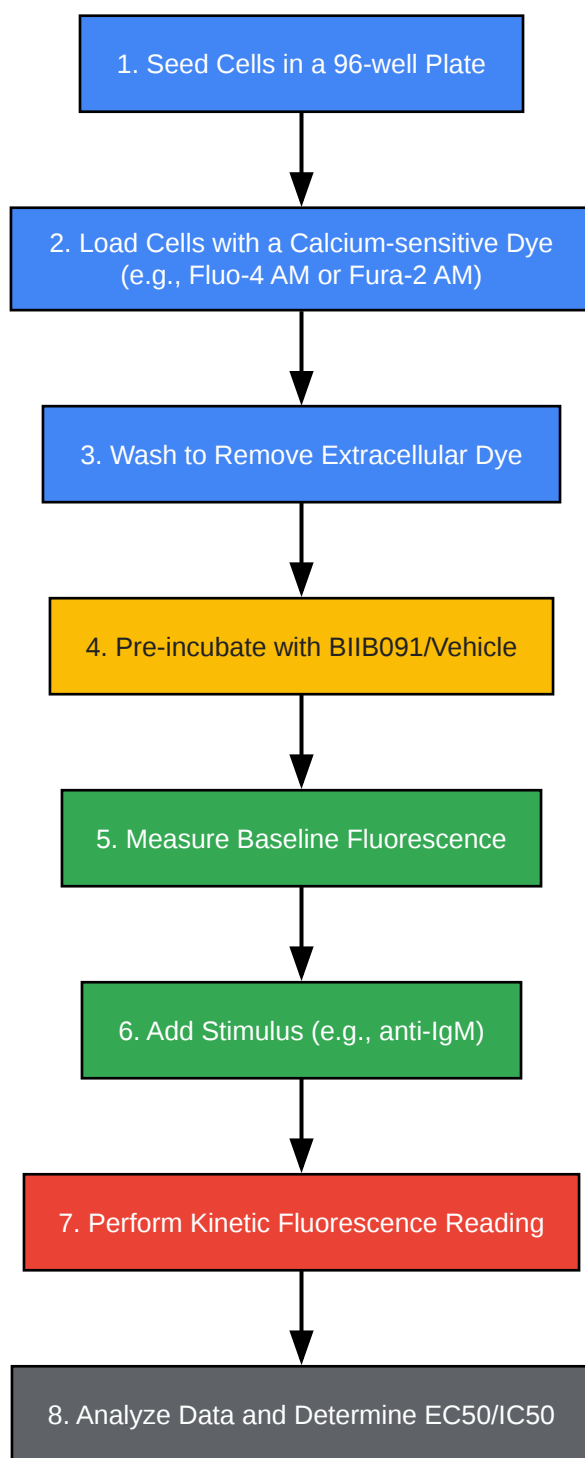 1. Seed Cells in a 96-well Plate
2. Load Cells with a Calcium-sensitive Dye
(e.g., Fluo-4 AM or Fura-2 AM)
3. Wash to Remove Extracellular Dye
4. Pre-incubate with BIIB091/Vehicle
5. Measure Baseline Fluorescence
6. Add Stimulus (e.g., anti-IgM)
7. Perform Kinetic Fluorescence Reading
8. Analyze Data and Determine EC50/IC50